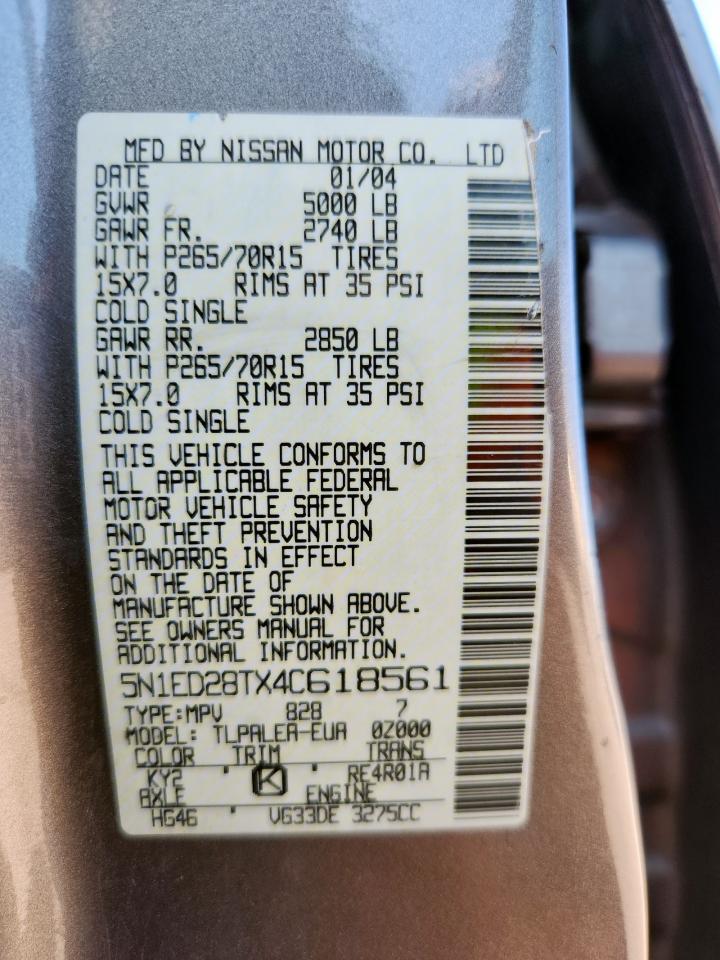 MFD BY NISSAN MOTOR CO. LTD
DATE 01/04
GVWR 5000 LB
GAWR FR. 2740 LB
WITH P265/70R15 TIRES
15X7.0 RIMS AT 35 PSI
COLD SINGLE
GAWR RR. 2850 LB
WITH P265/70R15 TIRES
15X7.0 RIMS AT 35 PSI
COLD SINGLE
THIS VEHICLE CONFORMS TO
ALL APPLICABLE FEDERAL
MOTOR VEHICLE SAFETY
AND THEFT PREVENTION
STANDARDS IN EFFECT
ON THE DATE OF
MANUFACTURE SHOWN ABOVE.
SEE OWNERS MANUAL FOR
ADDITIONAL INFORMATION.
5N1ED28TX4C618561
TYPE:MPV 828 7
MODEL: TLPALEA-EUA 0Z000
COLOR TRIM TRANS
KY2 ' K RE4R01A
AXLE ENGINE
HG46 ' VG33DE 3275CC